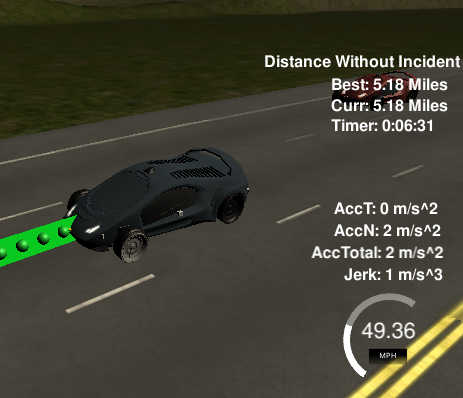 Distance Without Incident
Best: 5.18 Miles
Curr: 5.18 Miles
Timer: 0:06:31
AccT: 0 m/s^2
AccN: 2 m/s^2
AccTotal: 2 m/s^2
Jerk: 1 m/s^3
49.36
MPH